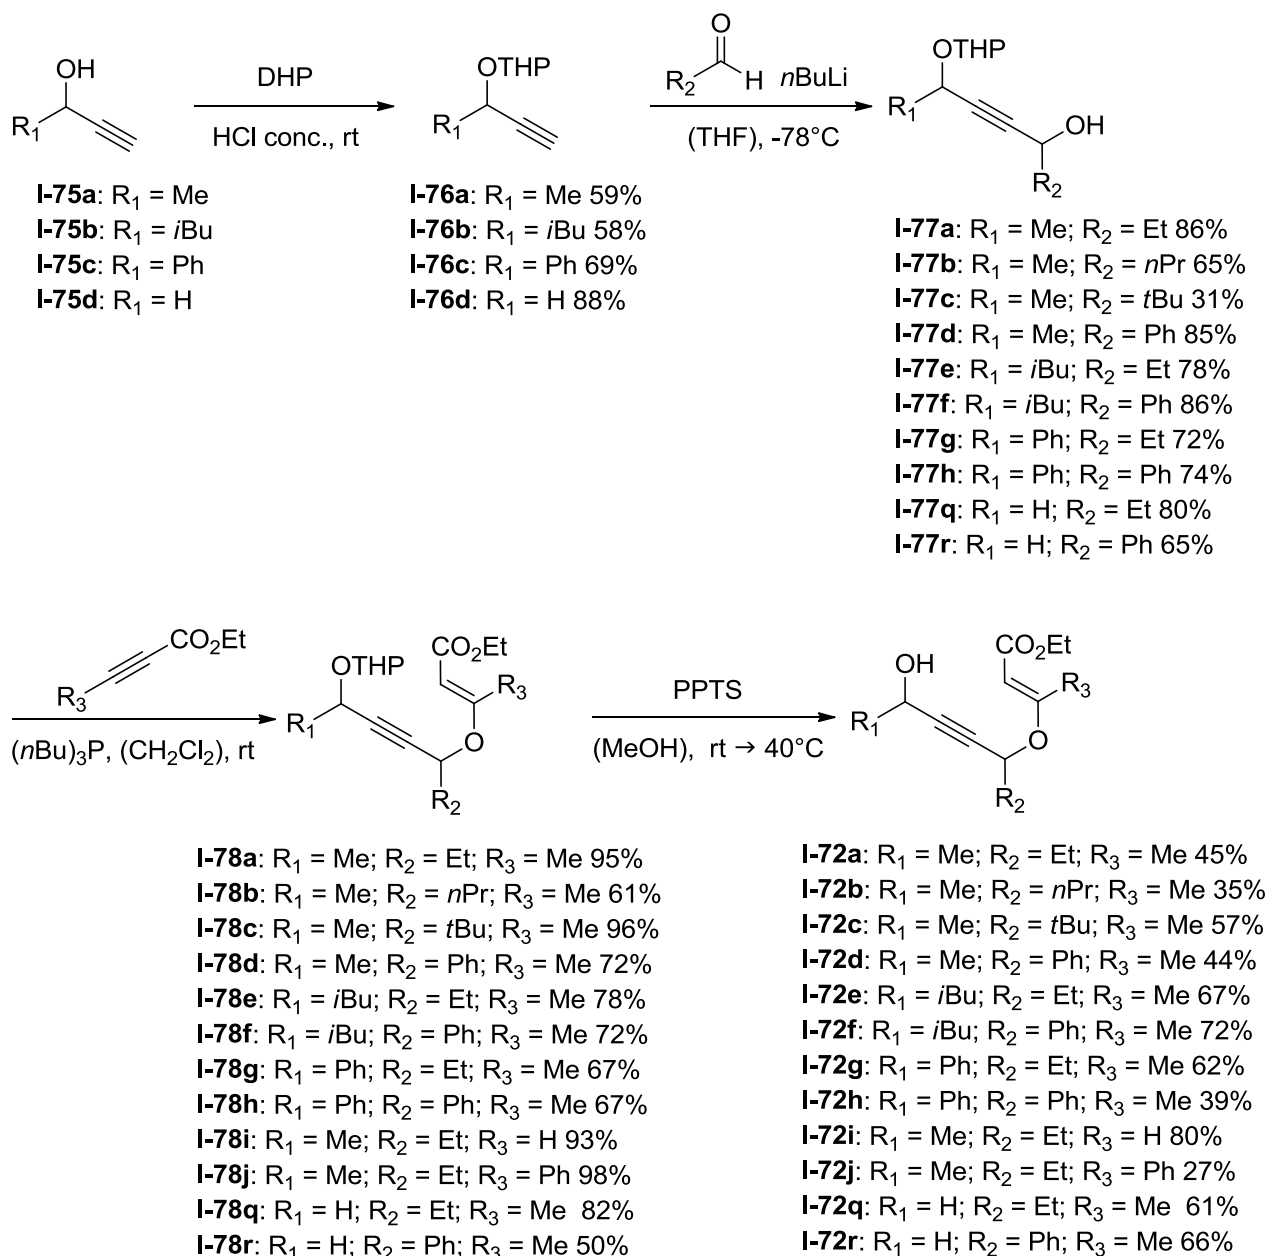 OH
R₁
DHP
HCl conc., rt
OTHP
R₁
O
R₂ H nBuLi
(THF), -78°C
OTHP
R₁
OH
R₂
I-75a: R₁ = Me
I-75b: R₁ = iBu
I-75c: R₁ = Ph
I-75d: R₁ = H
I-76a: R₁ = Me 59%
I-76b: R₁ = iBu 58%
I-76c: R₁ = Ph 69%
I-76d: R₁ = H 88%
I-77a: R₁ = Me; R₂ = Et 86%
I-77b: R₁ = Me; R₂ = nPr 65%
I-77c: R₁ = Me; R₂ = tBu 31%
I-77d: R₁ = Me; R₂ = Ph 85%
I-77e: R₁ = iBu; R₂ = Et 78%
I-77f: R₁ = iBu; R₂ = Ph 86%
I-77g: R₁ = Ph; R₂ = Et 72%
I-77h: R₁ = Ph; R₂ = Ph 74%
I-77q: R₁ = H; R₂ = Et 80%
I-77r: R₁ = H; R₂ = Ph 65%
CO₂Et
R₃
(nBu)₃P, (CH₂Cl₂), rt
CO₂Et
OTHP
R₃
R₁
O
R₂
PPTS
(MeOH), rt → 40°C
CO₂Et
OH
R₃
R₁
O
R₂
I-78a: R₁ = Me; R₂ = Et; R₃ = Me 95%
I-78b: R₁ = Me; R₂ = nPr; R₃ = Me 61%
I-78c: R₁ = Me; R₂ = tBu; R₃ = Me 96%
I-78d: R₁ = Me; R₂ = Ph; R₃ = Me 72%
I-78e: R₁ = iBu; R₂ = Et; R₃ = Me 78%
I-78f: R₁ = iBu; R₂ = Ph; R₃ = Me 72%
I-78g: R₁ = Ph; R₂ = Et; R₃ = Me 67%
I-78h: R₁ = Ph; R₂ = Ph; R₃ = Me 67%
I-78i: R₁ = Me; R₂ = Et; R₃ = H 93%
I-78j: R₁ = Me; R₂ = Et; R₃ = Ph 98%
I-78q: R₁ = H; R₂ = Et; R₃ = Me 82%
I-78r: R₁ = H; R₂ = Ph; R₃ = Me 50%
I-72a: R₁ = Me; R₂ = Et; R₃ = Me 45%
I-72b: R₁ = Me; R₂ = nPr; R₃ = Me 35%
I-72c: R₁ = Me; R₂ = tBu; R₃ = Me 57%
I-72d: R₁ = Me; R₂ = Ph; R₃ = Me 44%
I-72e: R₁ = iBu; R₂ = Et; R₃ = Me 67%
I-72f: R₁ = iBu; R₂ = Ph; R₃ = Me 72%
I-72g: R₁ = Ph; R₂ = Et; R₃ = Me 62%
I-72h: R₁ = Ph; R₂ = Ph; R₃ = Me 39%
I-72i: R₁ = Me; R₂ = Et; R₃ = H 80%
I-72j: R₁ = Me; R₂ = Et; R₃ = Ph 27%
I-72q: R₁ = H; R₂ = Et; R₃ = Me 61%
I-72r: R₁ = H; R₂ = Ph; R₃ = Me 66%